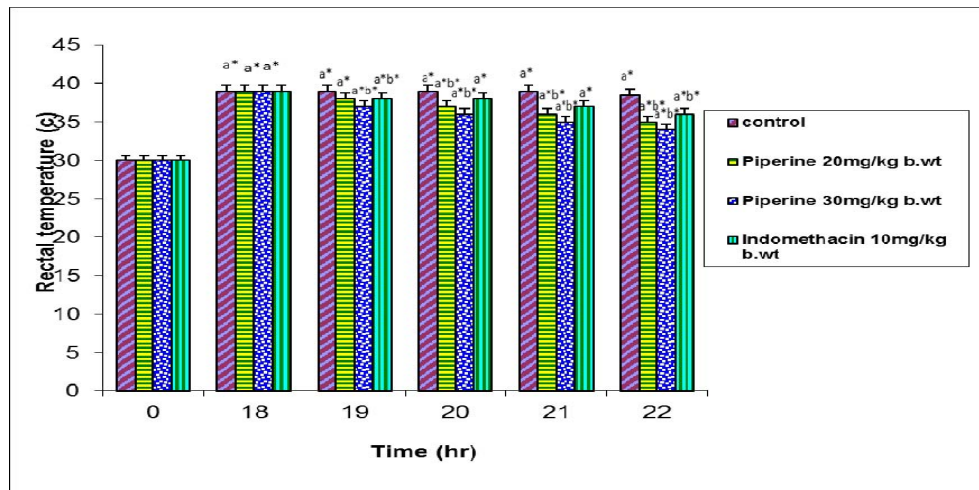 45
40
35
30
25
20
15
10
5
0
Rectal temperature (c)
a* a* a*
a* a* a*b* a*b*
a* a*b* a*b* a*
a* a*b* a*b* a*
a* a*b* a*b* a*b*
0 18 19 20 21 22
Time (hr)
control
Piperine 20mg/kg b.wt
Piperine 30mg/kg b.wt
Indomethacin 10mg/kg
b.wt